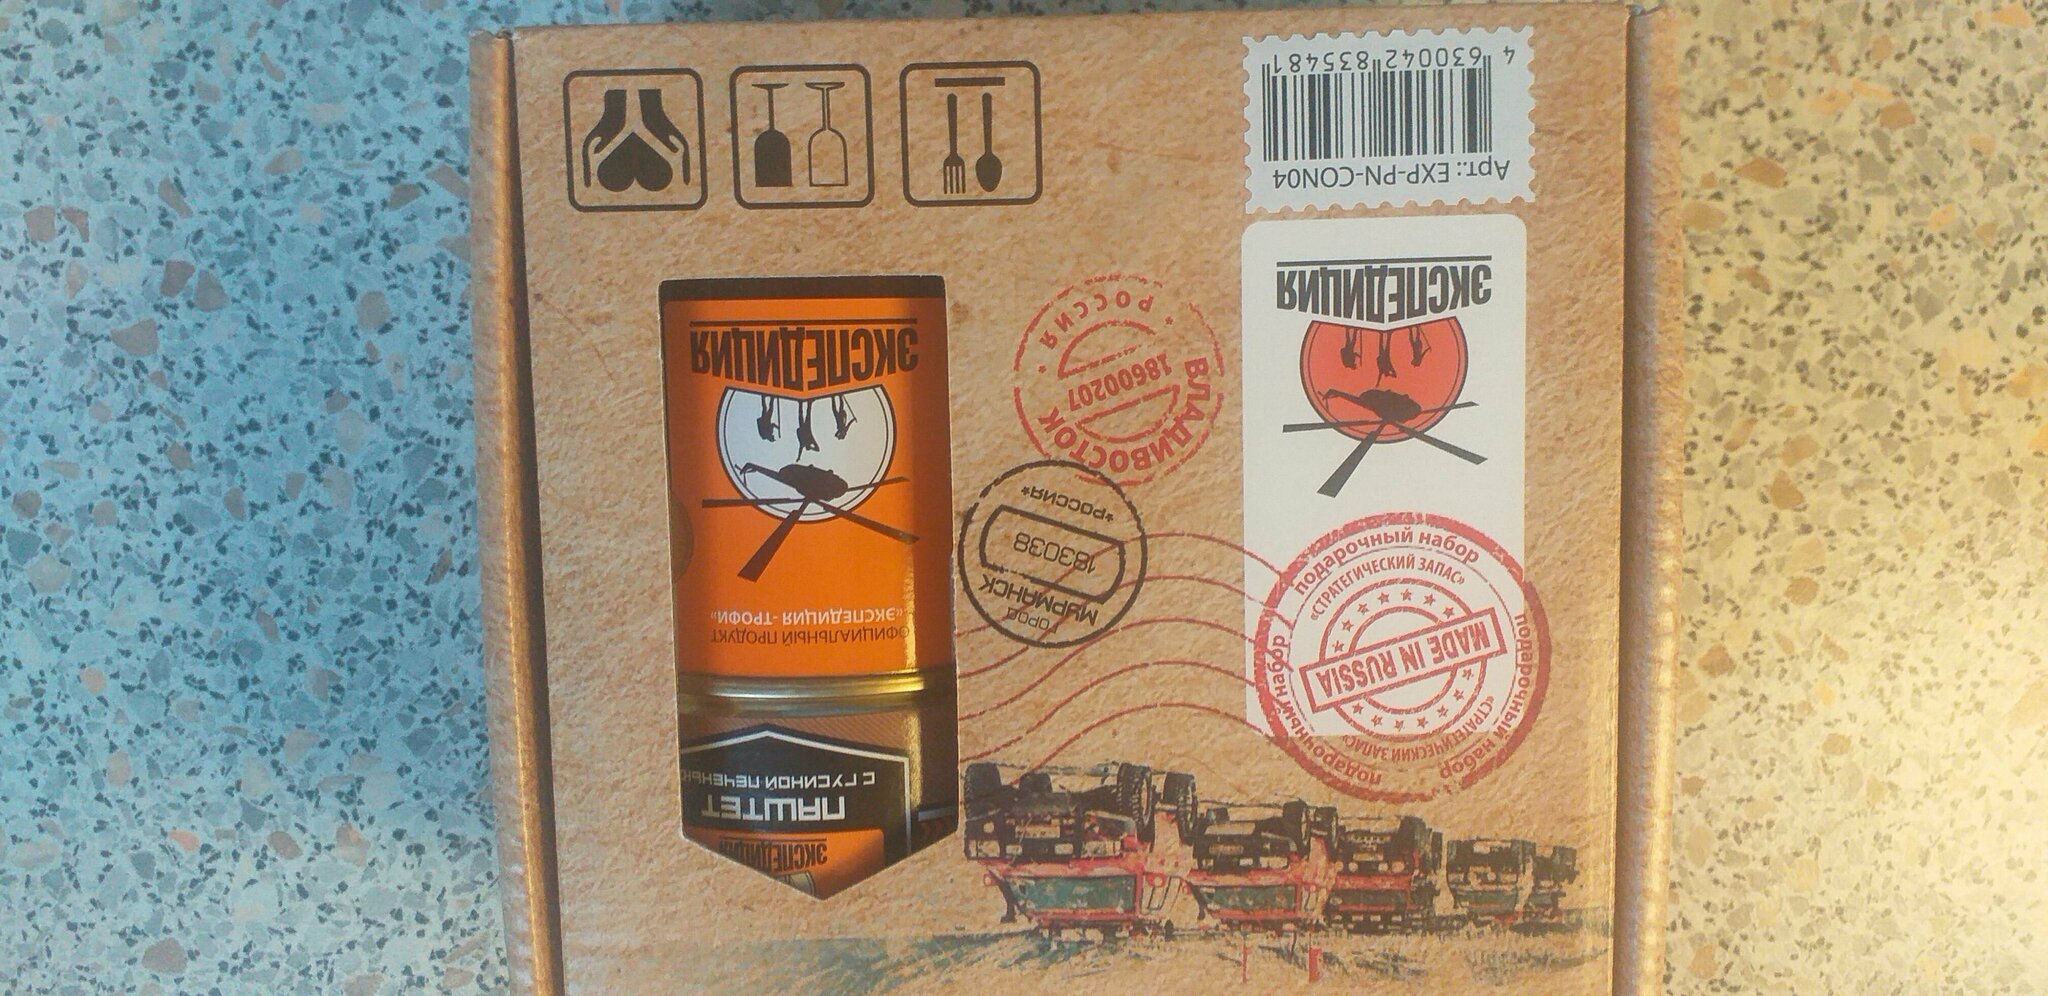 ЭКСПЕДИЦИЯ
ПАШТЕТ
С ГУСИНОЙ ПЕЧЕНЬЮ
ОФИЦИАЛЬНЫЙ ПРОДУКТ
«ЭКСПЕДИЦИЯ - ТРОФИ»
ЭКСПЕДИЦИЯ
подарочный набор
подарочный набор
подарочный набор
«СТРАТЕГИЧЕСКИЙ ЗАПАС»
«СТРАТЕГИЧЕСКИЙ ЗАПАС»
MADE IN RUSSIA
ГОРОД
МУРМАНСК
183038
*РОССИЯ*
ВЛАДИВОСТОК
18600207
* РОССИЯ *
ЭКСПЕДИЦИЯ
Арт.: EXP-PN-CON04
4 630042 835481